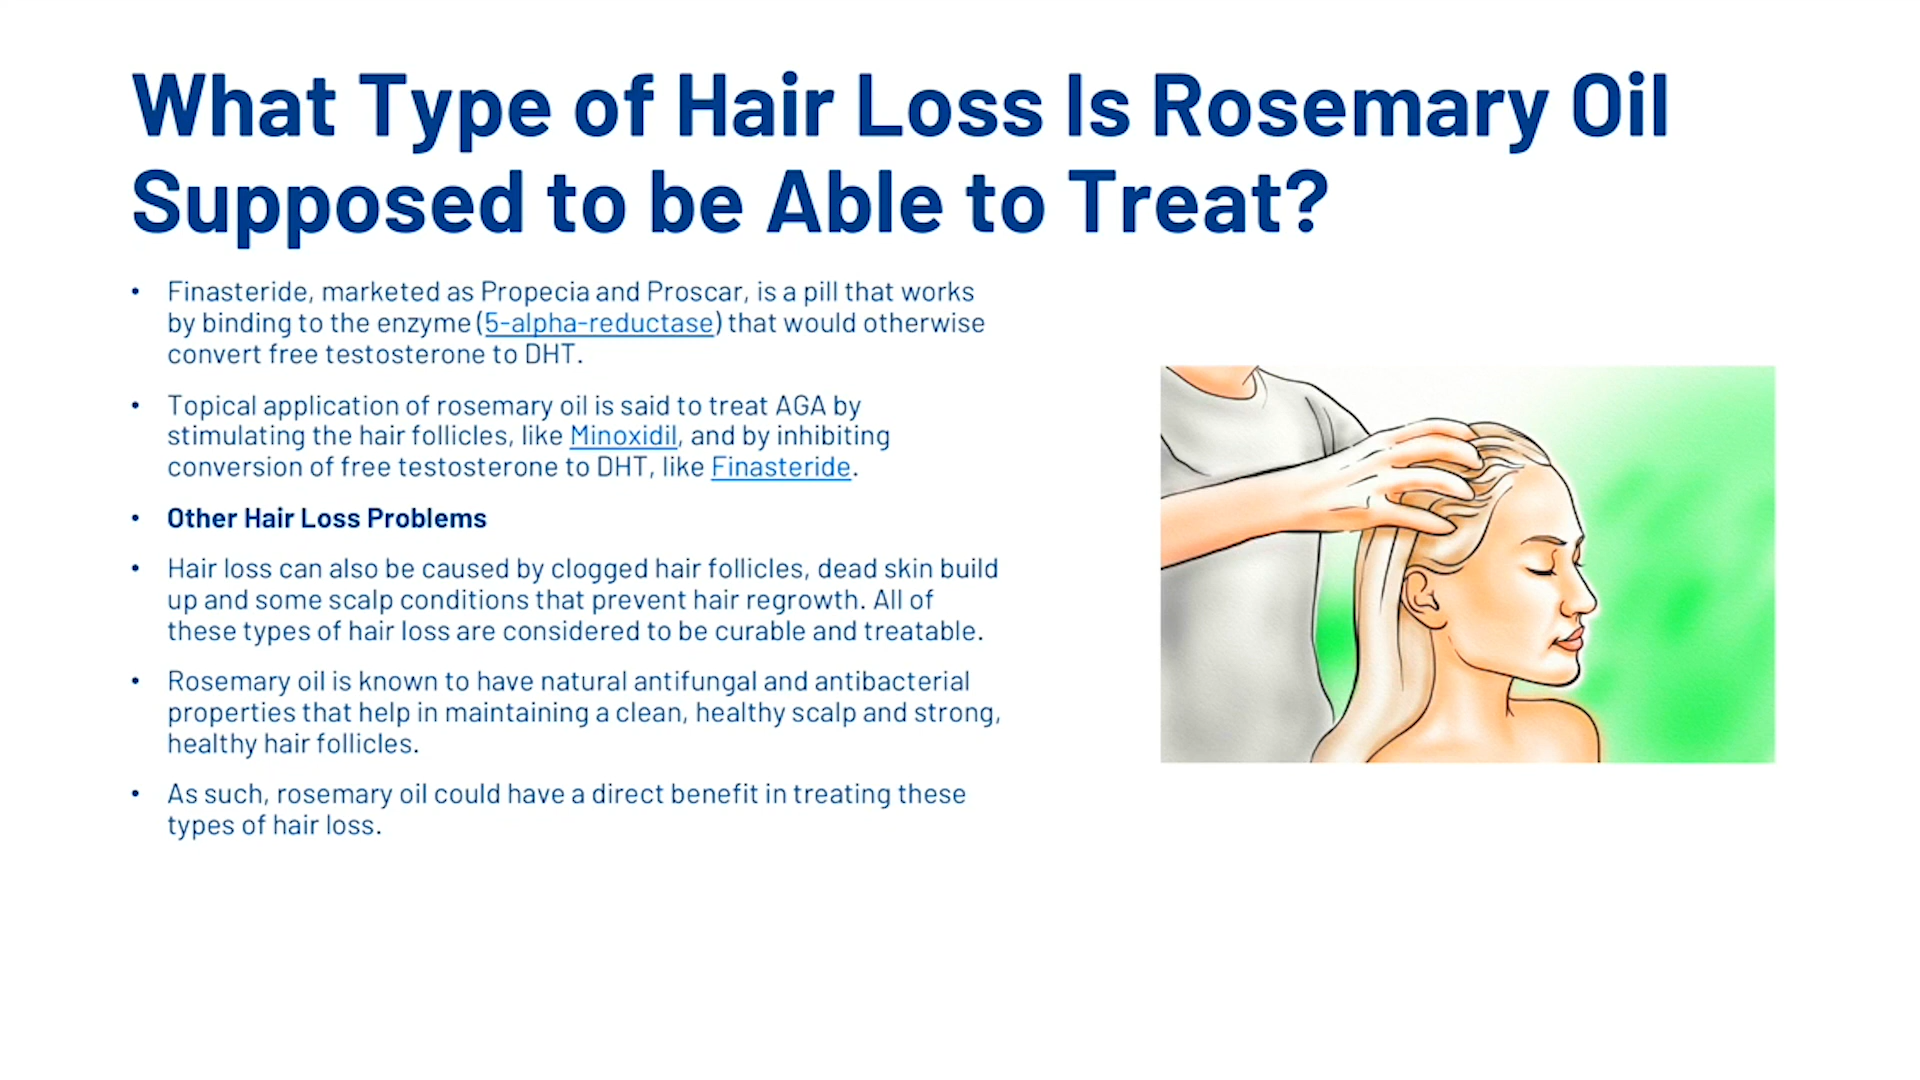 What Type of Hair Loss Is Rosemary Oil
Supposed to be Able to Treat?
• Finasteride, marketed as Propecia and Proscar, is a pill that works
by binding to the enzyme (5-alpha-reductase) that would otherwise
convert free testosterone to DHT.
• Topical application of rosemary oil is said to treat AGA by
stimulating the hair follicles, like Minoxidil, and by inhibiting
conversion of free testosterone to DHT, like Finasteride.
• Other Hair Loss Problems
• Hair loss can also be caused by clogged hair follicles, dead skin build
up and some scalp conditions that prevent hair regrowth. All of
these types of hair loss are considered to be curable and treatable.
• Rosemary oil is known to have natural antifungal and antibacterial
properties that help in maintaining a clean, healthy scalp and strong,
healthy hair follicles.
• As such, rosemary oil could have a direct benefit in treating these
types of hair loss.